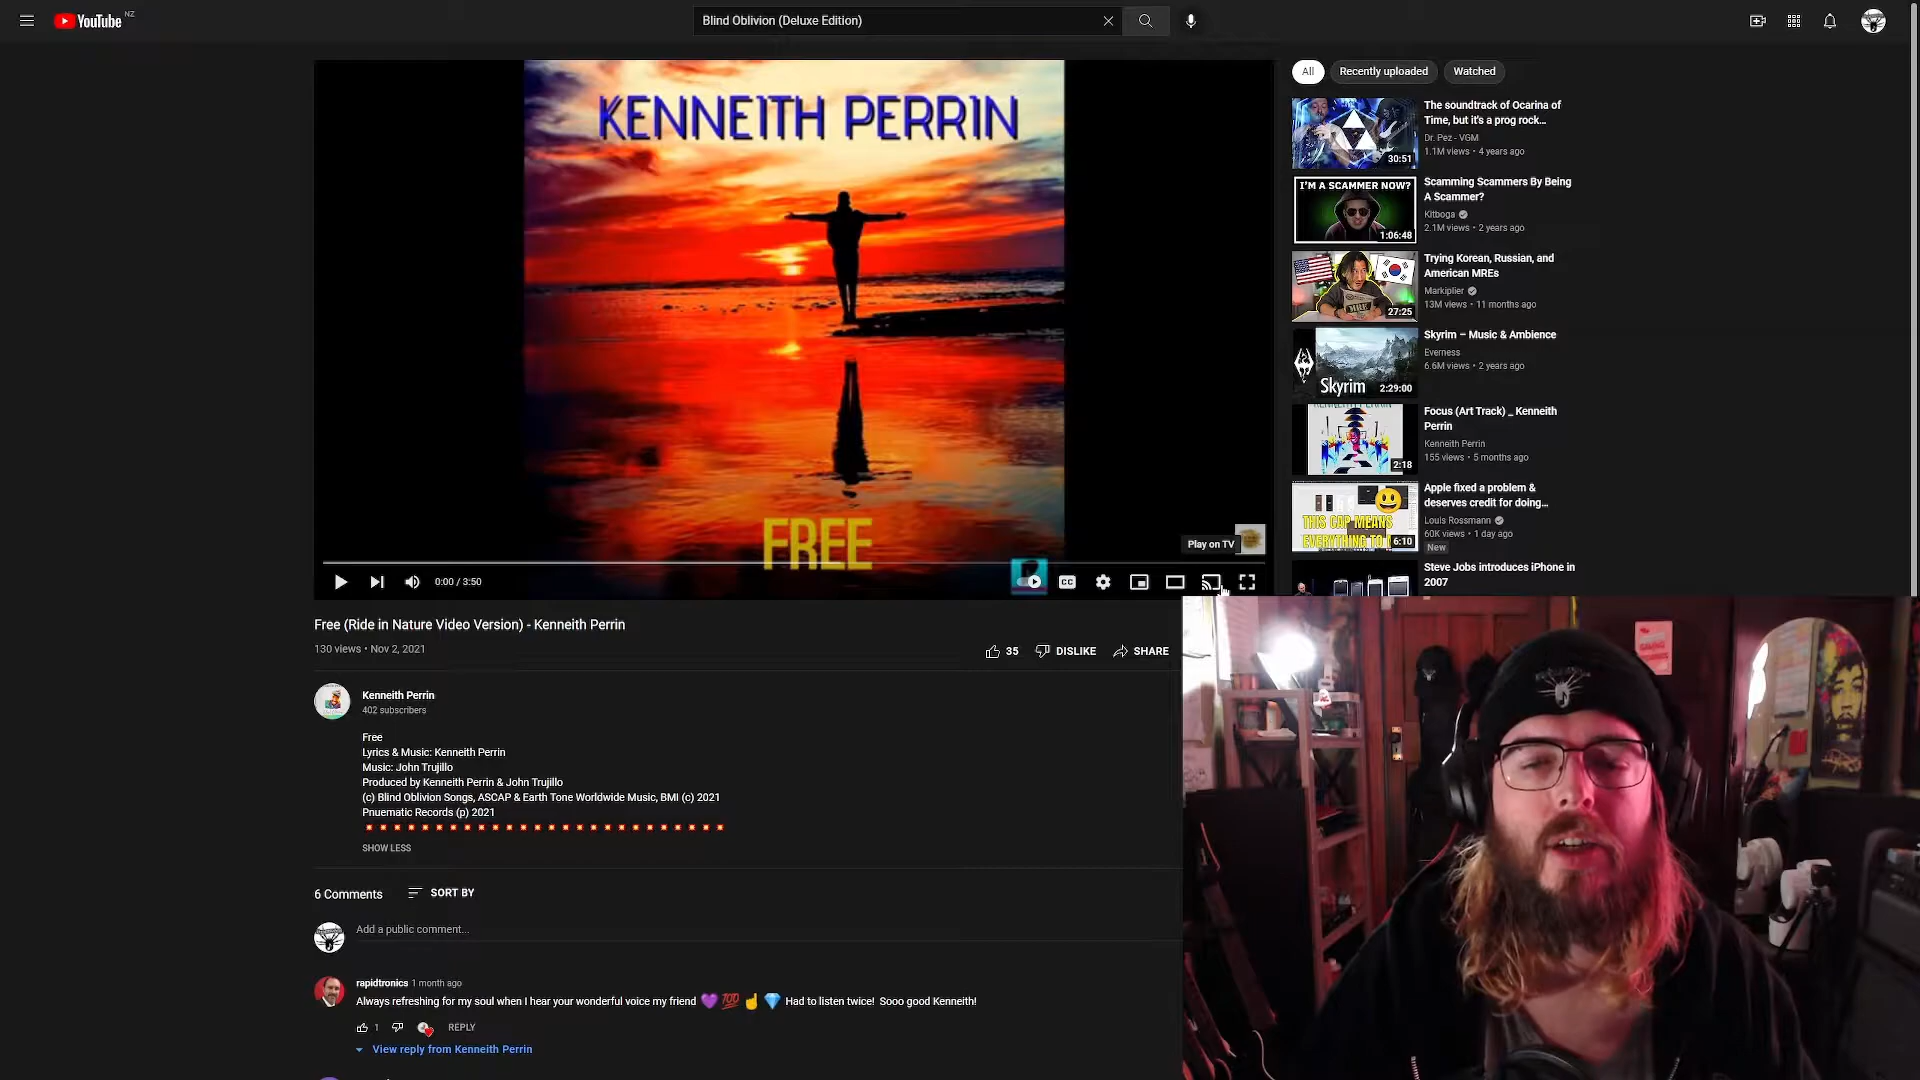 YouTube NZ
Blind Oblivion (Deluxe Edition)
KENNEITH PERRIN
FREE
Play on TV
0:00 / 3:50
CC
Free (Ride in Nature Video Version) - Kenneith Perrin
130 views • Nov 2, 2021
35 DISLIKE SHARE
Kenneith Perrin
402 subscribers
Free
Lyrics & Music: Kenneith Perrin
Music: John Trujillo
Produced by Kenneith Perrin & John Trujillo
(c) Blind Oblivion Songs, ASCAP & Earth Tone Worldwide Music, BMI (c) 2021
Pnuematic Records (p) 2021
SHOW LESS
6 Comments SORT BY
Add a public comment...
rapidtronics 1 month ago
Always refreshing for my soul when I hear your wonderful voice my friend 💜 💯 ☝ 💎 Had to listen twice! Sooo good Kenneith!
1 REPLY
View reply from Kenneith Perrin
All Recently uploaded Watched
30:51
The soundtrack of Ocarina of
Time, but it's a prog rock...
Dr. Pez - VGM
1.1M views • 4 years ago
I'M A SCAMMER NOW?
1:06:48
Scamming Scammers By Being
A Scammer?
Kitboga
2.1M views • 2 years ago
27:25
Trying Korean, Russian, and
American MREs
Markiplier
13M views • 11 months ago
Skyrim
2:29:00
Skyrim – Music & Ambience
Everness
6.6M views • 2 years ago
KENNEITH PERRIN
2:18
Focus (Art Track) _ Kenneith
Perrin
Kenneith Perrin
155 views • 5 months ago
THIS CAP MEANS
EVERYTHING TO
6:10
Apple fixed a problem &
deserves credit for doing...
Louis Rossmann
60K views • 1 day ago
New
Steve Jobs introduces iPhone in
2007